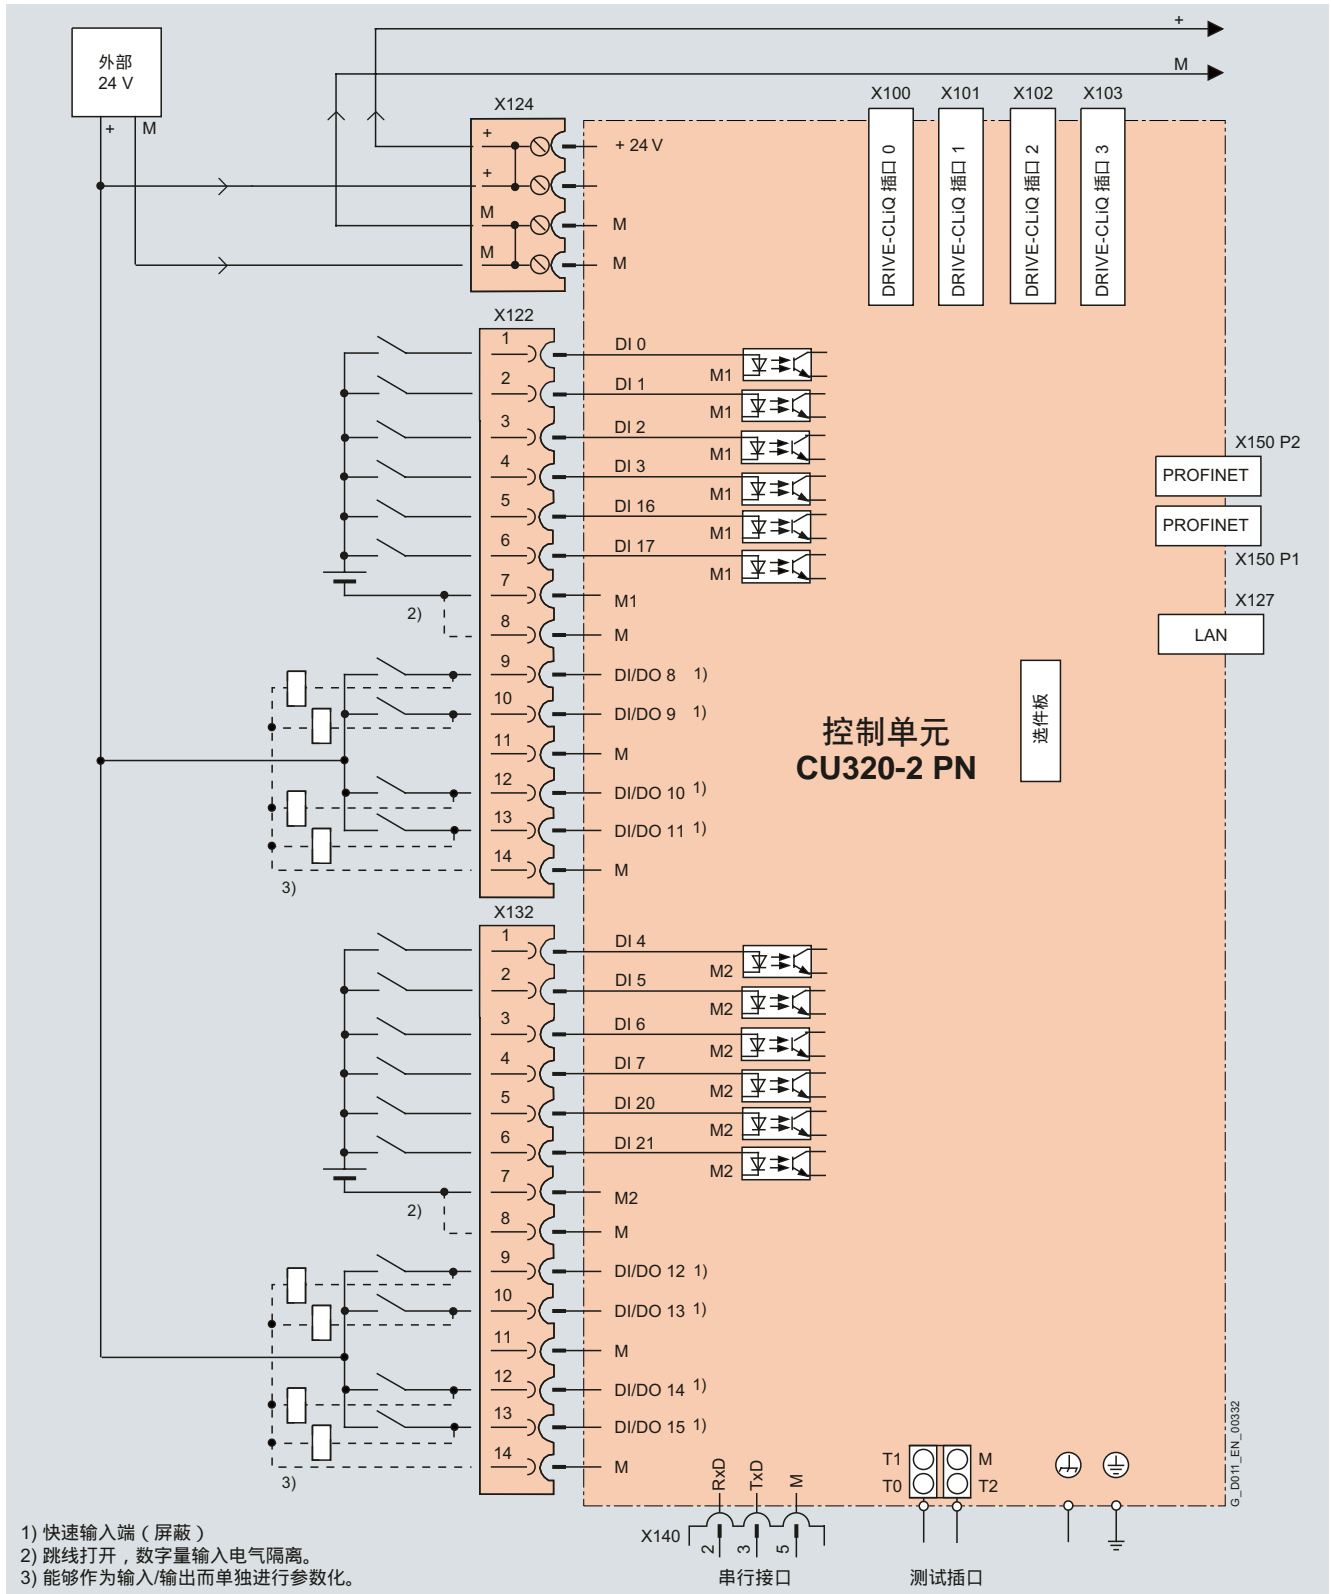 +
M
外部
24 V
+ M
X124
+
+
M
M
+ 24 V
M
M
X100 X101 X102 X103
DRIVE-CLiQ 插口 0
DRIVE-CLiQ 插口 1
DRIVE-CLiQ 插口 2
DRIVE-CLiQ 插口 3
X122
1 DI 0 M1
2 DI 1 M1
3 DI 2 M1
4 DI 3 M1
5 DI 16 M1
6 DI 17 M1
7 M1
2)
8 M
9 DI/DO 8 1)
10 DI/DO 9 1)
11 M
12 DI/DO 10 1)
13 DI/DO 11 1)
14 M
3)
X150 P2
PROFINET
PROFINET
X150 P1
X127
LAN
选件板
控制单元
CU320-2 PN
X132
1 DI 4 M2
2 DI 5 M2
3 DI 6 M2
4 DI 7 M2
5 DI 20 M2
6 DI 21 M2
7 M2
2)
8 M
9 DI/DO 12 1)
10 DI/DO 13 1)
11 M
12 DI/DO 14 1)
13 DI/DO 15 1)
14 M
3)
T1 M
T0 T2
RxD TxD M
X140
2 3 5
串行接口
测试插口
G_D011_EN_00332
1) 快速输入端（屏蔽）
2) 跳线打开，数字量输入电气隔离。
3) 能够作为输入/输出而单独进行参数化。